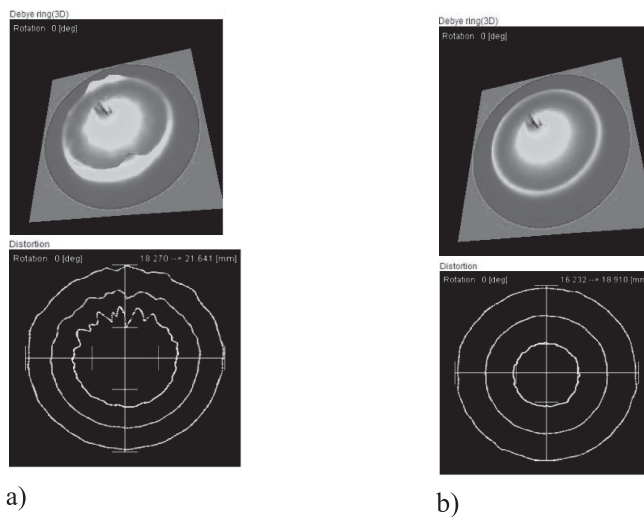 Debye ring(3D)
Rotation 0 [deg]
Distortion
Rotation 0 [deg] 18.270 --> 21.641 [mm]
a)
Debye ring(3D)
Rotation 0 [deg]
Distortion
Rotation 0 [deg] 16.232 --> 18.910 [mm]
b)